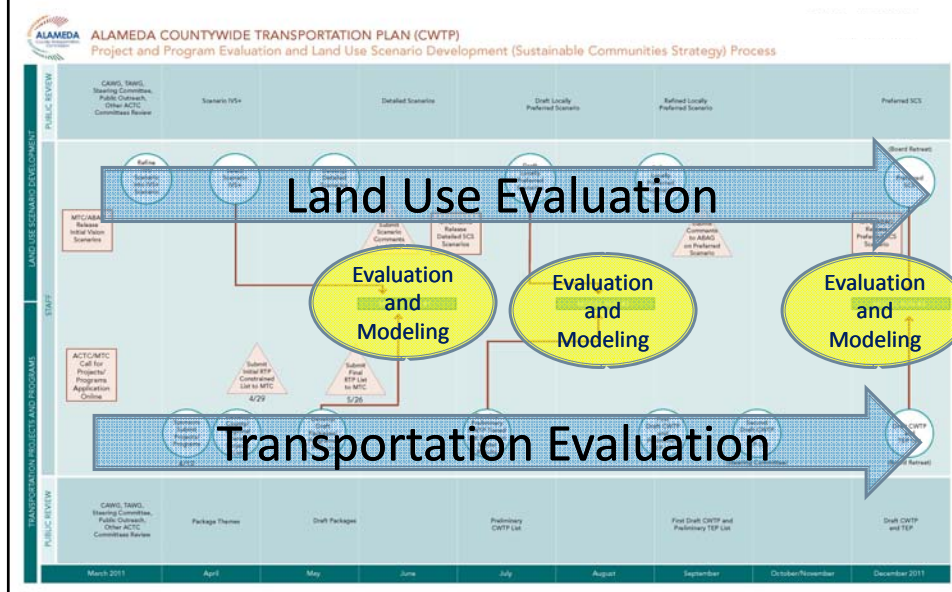 ALAMEDA
ALAMEDA COUNTYWIDE TRANSPORTATION PLAN (CWTP)
Project and Program Evaluation and Land Use Scenario Development (Sustainable Communities Strategy) Process
LAND USE SCENARIO DEVELOPMENT
PUBLIC REVIEW
CAWG, TAWG,
Steering Committee,
Public Outreach,
Other ACTC
Committees Review
Scenario IVS+
Detailed Scenarios
Draft Locally
Preferred Scenario
Refined Locally
Preferred Scenario
Preferred SCS
(Board Retreat)
Refine
Scenario
Land Use Evaluation
MTC/ABAG
Release
Initial Vision
Scenarios
Submit
Scenario
Comments
Release
Detailed SCS
Scenarios
Submit
Comments
to ABAG
on Preferred
Scenario
STAFF
Evaluation
and
Modeling
Evaluation
and
Modeling
Evaluation
and
Modeling
TRANSPORTATION PROJECTS AND PROGRAMS
ACTC/MTC
Call for
Projects/
Programs
Application
Online
Submit
Initial RTP
Constrained
List to MTC
4/29
Submit
Final
RTP List
to MTC
5/26
Transportation Evaluation
(Steering Committee)
(Board Retreat)
PUBLIC REVIEW
CAWG, TAWG,
Steering Committee,
Public Outreach,
Other ACTC
Committees Review
Package Themes
Draft Packages
Preliminary
CWTP List
First Draft CWTP and
Preliminary TEP List
Draft CWTP
and TEP
March 2011
April
May
June
July
August
September
October/November
December 2011